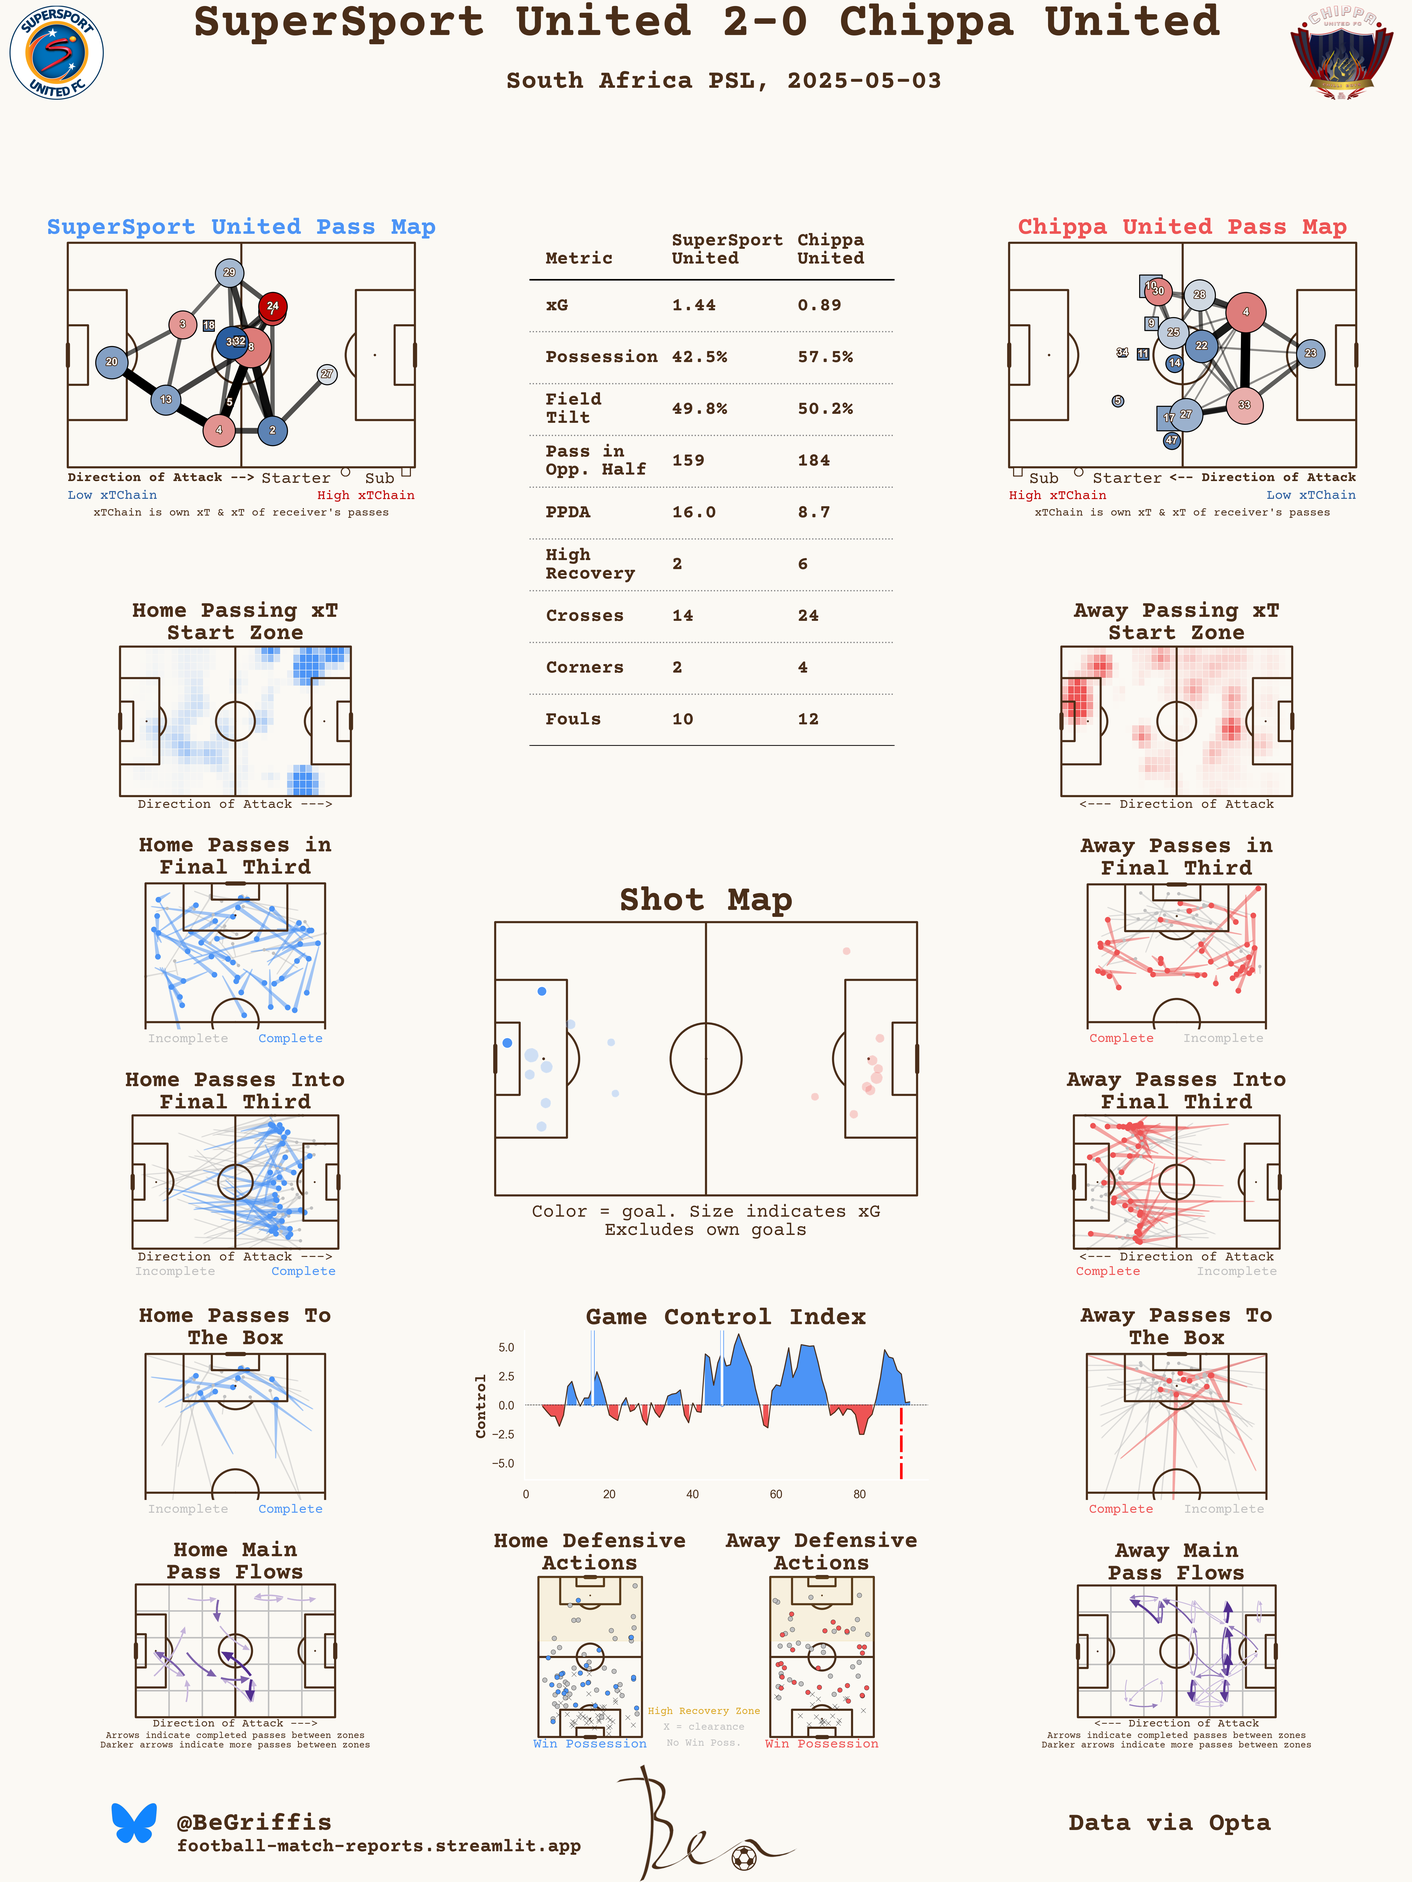 SuperSport United 2-0 Chippa United
South Africa PSL, 2025-05-03
SUPERSPORT
UNITED FC
CHIPPA
UNITED FC
SuperSport United Pass Map
29
24
7
3
18
32
8
20
27
13
5
4
2
Direction of Attack --> Starter Sub
Low xTChain High xTChain
xTChain is own xT & xT of receiver's passes
Metric SuperSport United Chippa United
xG 1.44 0.89
Possession 42.5% 57.5%
Field Tilt 49.8% 50.2%
Pass in Opp. Half 159 184
PPDA 16.0 8.7
High Recovery 2 6
Crosses 14 24
Corners 2 4
Fouls 10 12
Chippa United Pass Map
10
30
28
4
9
25
22
34
11
14
23
5
17
27
33
47
Sub Starter <-- Direction of Attack
High xTChain Low xTChain
xTChain is own xT & xT of receiver's passes
Home Passing xT
Start Zone
Direction of Attack --->
Away Passing xT
Start Zone
<--- Direction of Attack
Home Passes in
Final Third
Incomplete Complete
Away Passes in
Final Third
Complete Incomplete
Shot Map
Color = goal. Size indicates xG
Excludes own goals
Home Passes Into
Final Third
Direction of Attack --->
Incomplete Complete
Away Passes Into
Final Third
<--- Direction of Attack
Complete Incomplete
Home Passes To
The Box
Incomplete Complete
Game Control Index
Control
5.0
2.5
0.0
−2.5
−5.0
0 20 40 60 80
Away Passes To
The Box
Complete Incomplete
Home Main
Pass Flows
Direction of Attack --->
Arrows indicate completed passes between zones
Darker arrows indicate more passes between zones
Home Defensive
Actions
Win Possession
Away Defensive
Actions
Win Possession
High Recovery Zone
X = clearance
No Win Poss.
Away Main
Pass Flows
<--- Direction of Attack
Arrows indicate completed passes between zones
Darker arrows indicate more passes between zones
@BeGriffis
football-match-reports.streamlit.app
Ben
Data via Opta